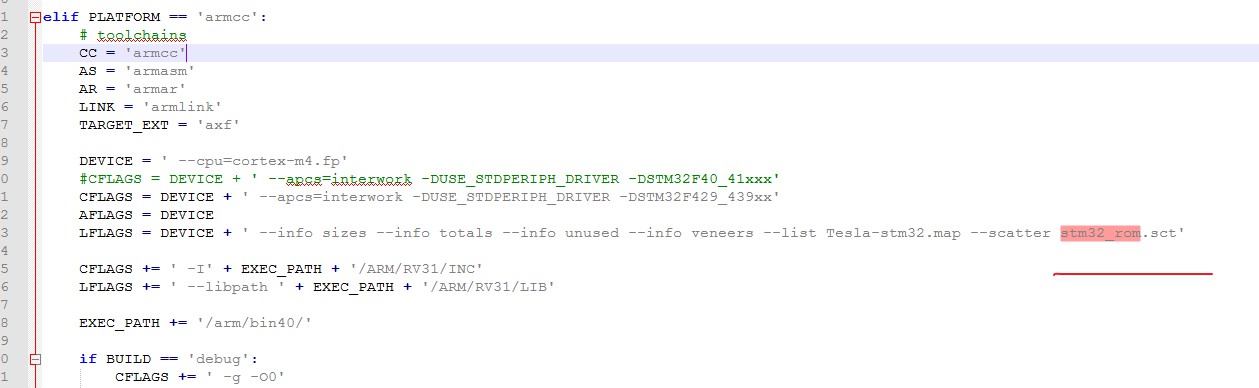 1 elif PLATFORM == 'armcc':
2 # toolchains
3 CC = 'armcc'
4 AS = 'armasm'
5 AR = 'armar'
6 LINK = 'armlink'
7 TARGET_EXT = 'axf'
8
9 DEVICE = ' --cpu=cortex-m4.fp'
0 #CFLAGS = DEVICE + ' --apcs=interwork -DUSE_STDPERIPH_DRIVER -DSTM32F40_41xxx'
1 CFLAGS = DEVICE + ' --apcs=interwork -DUSE_STDPERIPH_DRIVER -DSTM32F429_439xx'
2 AFLAGS = DEVICE
3 LFLAGS = DEVICE + ' --info sizes --info totals --info unused --info veneers --list Tesla-stm32.map --scatter stm32_rom.sct'
4
5 CFLAGS += ' -I' + EXEC_PATH + '/ARM/RV31/INC'
6 LFLAGS += ' --libpath ' + EXEC_PATH + '/ARM/RV31/LIB'
7
8 EXEC_PATH += '/arm/bin40/'
9
0 if BUILD == 'debug':
1 CFLAGS += ' -g -O0'